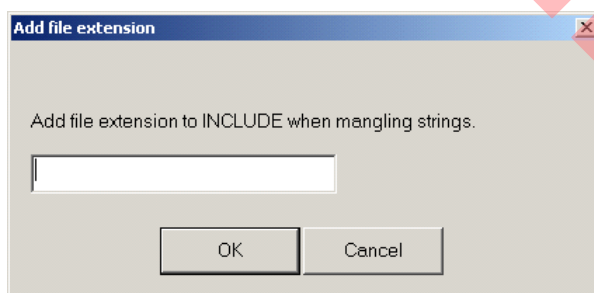 Add file extension
Add file extension to INCLUDE when mangling strings.
OK
Cancel